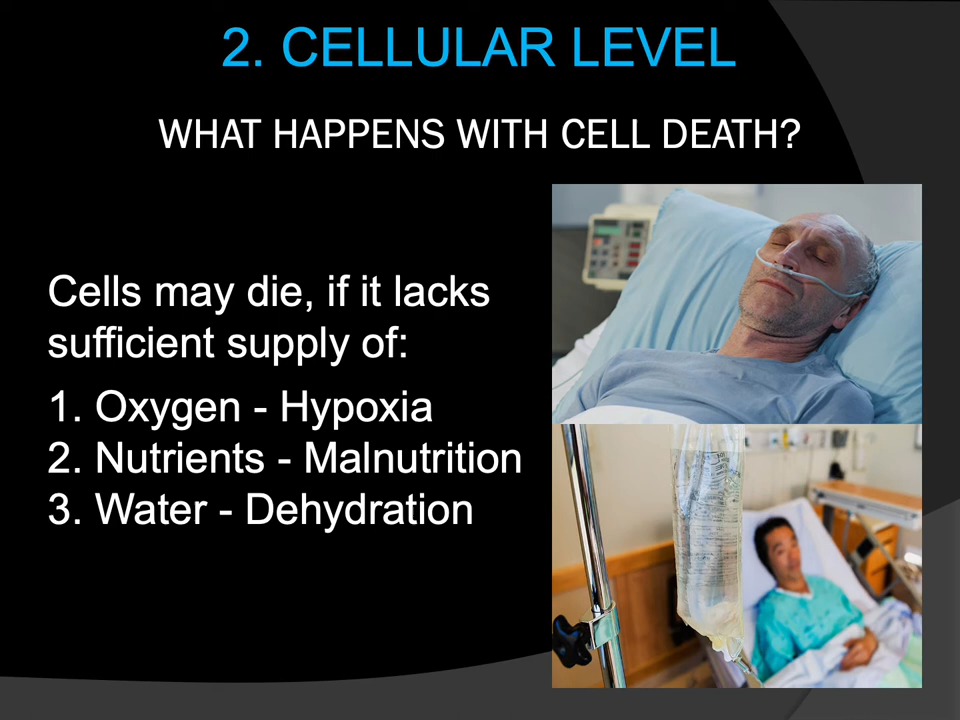 2. CELLULAR LEVEL
WHAT HAPPENS WITH CELL DEATH?
Cells may die, if it lacks
sufficient supply of:
1. Oxygen - Hypoxia
2. Nutrients - Malnutrition
3. Water - Dehydration